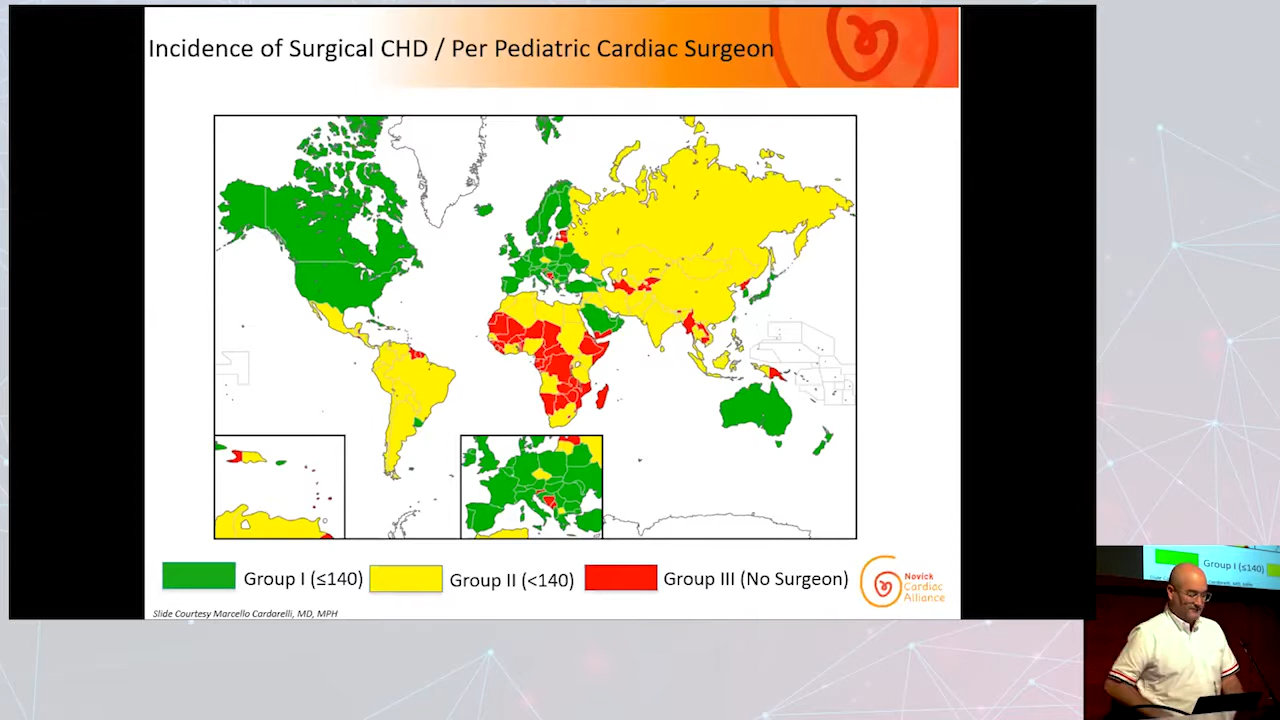 Incidence of Surgical CHD / Per Pediatric Cardiac Surgeon
Group I (≤140)
Group II (<140)
Group III (No Surgeon)
Novick
Cardiac
Alliance
Slide Courtesy Marcello Cardarelli, MD, MPH
Group I (≤140)